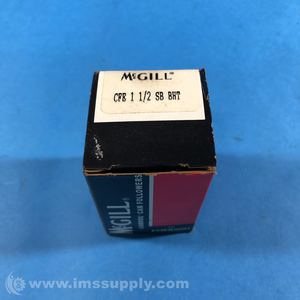 McGILL
CFE 1 1/2 SB BHT
McGILL
CAM FOLLOWERS
© www.imssupply.com